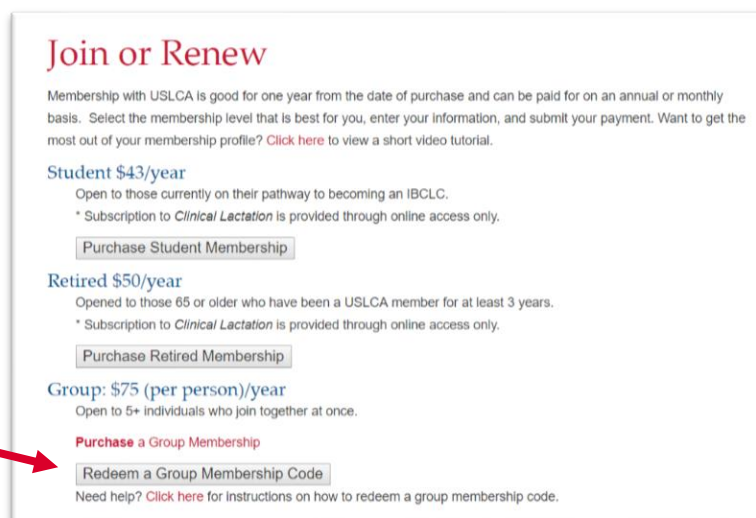 Join or Renew
Membership with USLCA is good for one year from the date of purchase and can be paid for on an annual or monthly
basis.  Select the membership level that is best for you, enter your information, and submit your payment. Want to get the
most out of your membership profile? Click here to view a short video tutorial.
Student $43/year
Open to those currently on their pathway to becoming an IBCLC.
* Subscription to Clinical Lactation is provided through online access only.
Purchase Student Membership
Retired $50/year
Opened to those 65 or older who have been a USLCA member for at least 3 years.
* Subscription to Clinical Lactation is provided through online access only.
Purchase Retired Membership
Group: $75 (per person)/year
Open to 5+ individuals who join together at once.
Purchase a Group Membership
Redeem a Group Membership Code
Need help? Click here for instructions on how to redeem a group membership code.